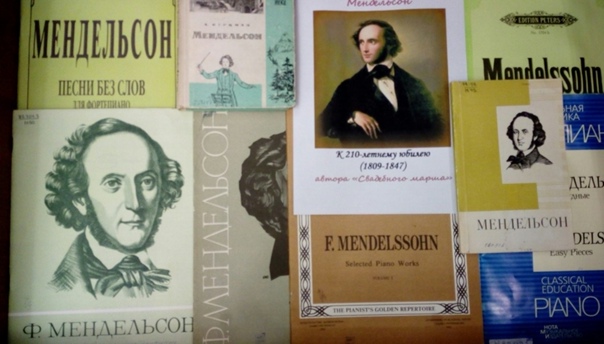 МЕНДЕЛЬСОН
ПЕСНИ БЕЗ СЛОВ
ДЛЯ ФОРТЕПИАНО
МЕНДЕЛЬСОН
Мендельсон
К 210-летнему юбилею
(1809-1847)
автора «Свадебного марша»
EDITION PETERS
Mendelssohn
Ф. МЕНДЕЛЬСОН
Ф. МЕНДЕЛЬСОН
F. MENDELSSOHN
Selected Piano Works
THE PIANIST'S GOLDEN REPERTOIRE
МЕНДЕЛЬСОН
Easy Pieces
CLASSICAL
EDUCATION
PIANO
НОТА